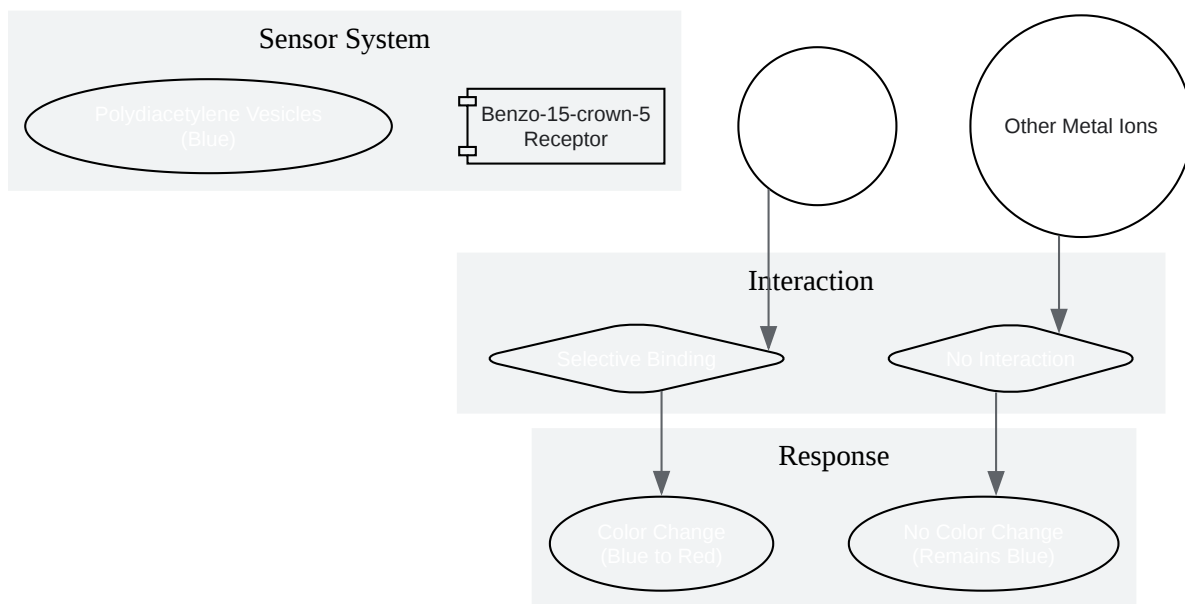 Sensor System
Polydiacetylene Vesicles
(Blue)
Benzo-15-crown-5
Receptor
Other Metal Ions
Interaction
Selective Binding
No Interaction
Response
Color Change
(Blue to Red)
No Color Change
(Remains Blue)